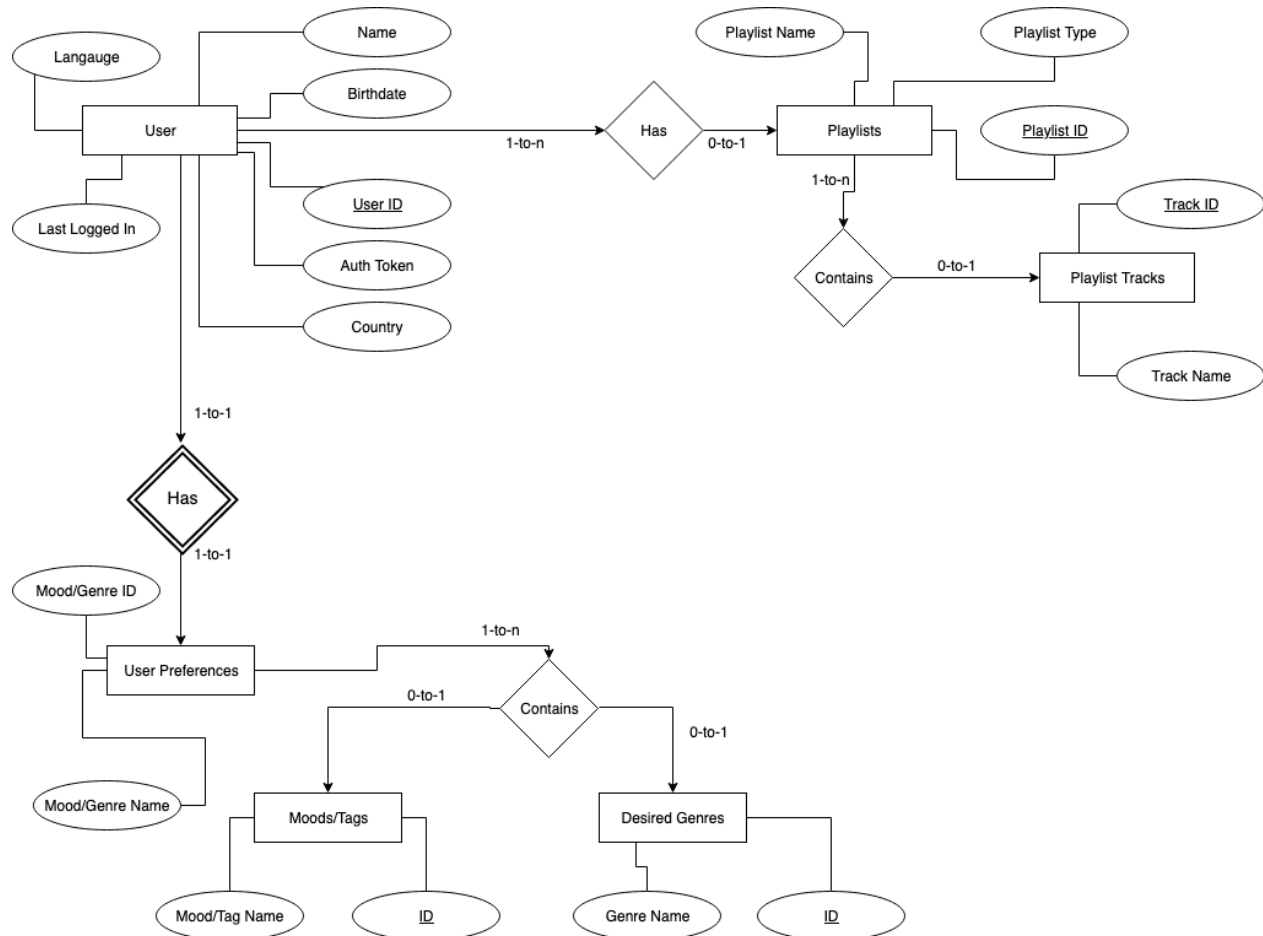 Name
Playlist Name
Playlist Type
Langauge
Birthdate
User
1-to-n
Has
0-to-1
Playlists
Playlist ID
1-to-n
User ID
Track ID
Last Logged In
Auth Token
Contains
0-to-1
Playlist Tracks
Country
Track Name
1-to-1
Has
1-to-1
Mood/Genre ID
1-to-n
User Preferences
0-to-1
Contains
0-to-1
Mood/Genre Name
Moods/Tags
Desired Genres
Mood/Tag Name
ID
Genre Name
ID